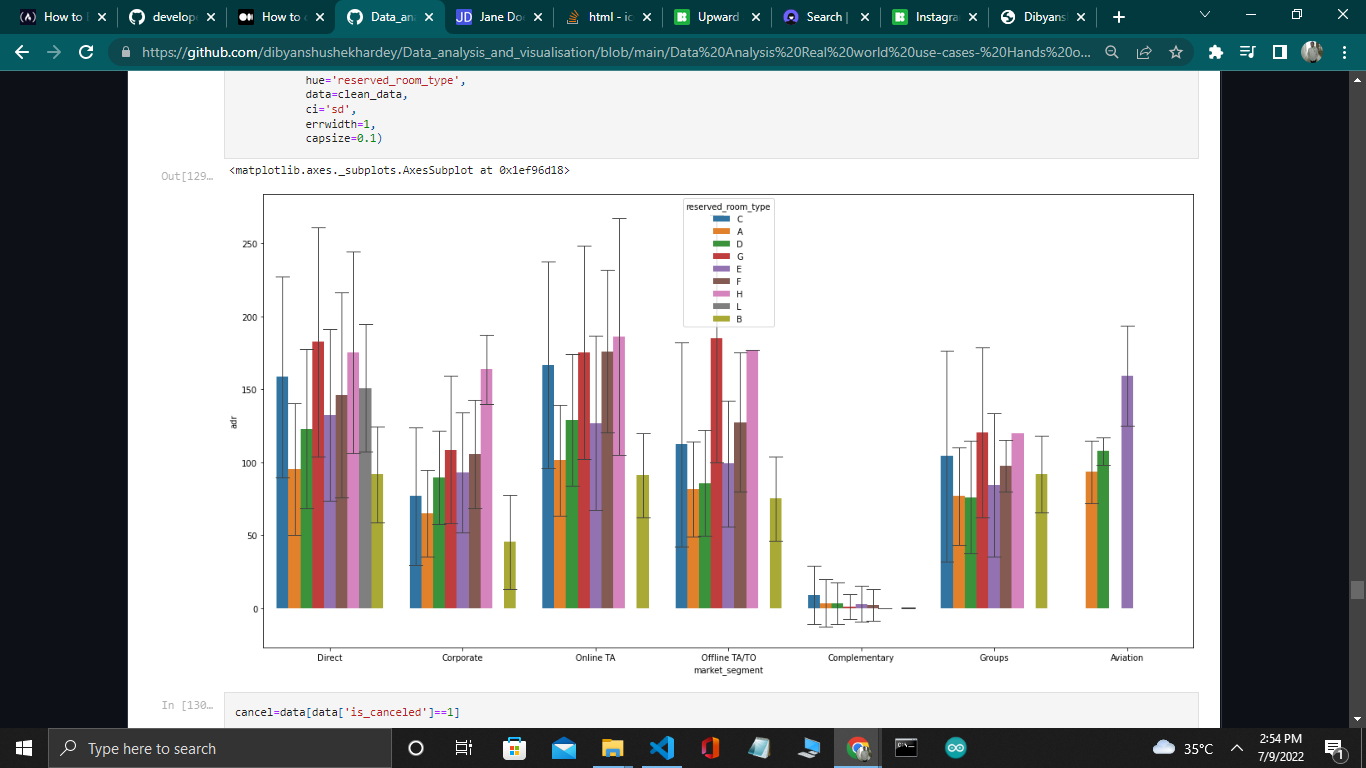 How to
develope
How to
Data_an
JD
Jane Do
html - ic
Upward
Search |
Instagra
Dibyans
https://github.com/dibyanshushekhardey/Data_analysis_and_visualisation/blob/main/Data%20Analysis%20Real%20world%20use-cases-%20Hands%20o...
hue='reserved_room_type',
data=clean_data,
ci='sd',
errwidth=1,
capsize=0.1)
Out[129…
<matplotlib.axes._subplots.AxesSubplot at 0x1ef96d18>
reserved_room_type
C
A
D
G
E
F
H
L
B
250
200
150
100
50
0
adr
Direct
Corporate
Online TA
Offline TA/TO
Complementary
Groups
Aviation
market_segment
In [130…
cancel=data[data['is_canceled']==1]
Type here to search
35°C
2:54 PM
7/9/2022
1